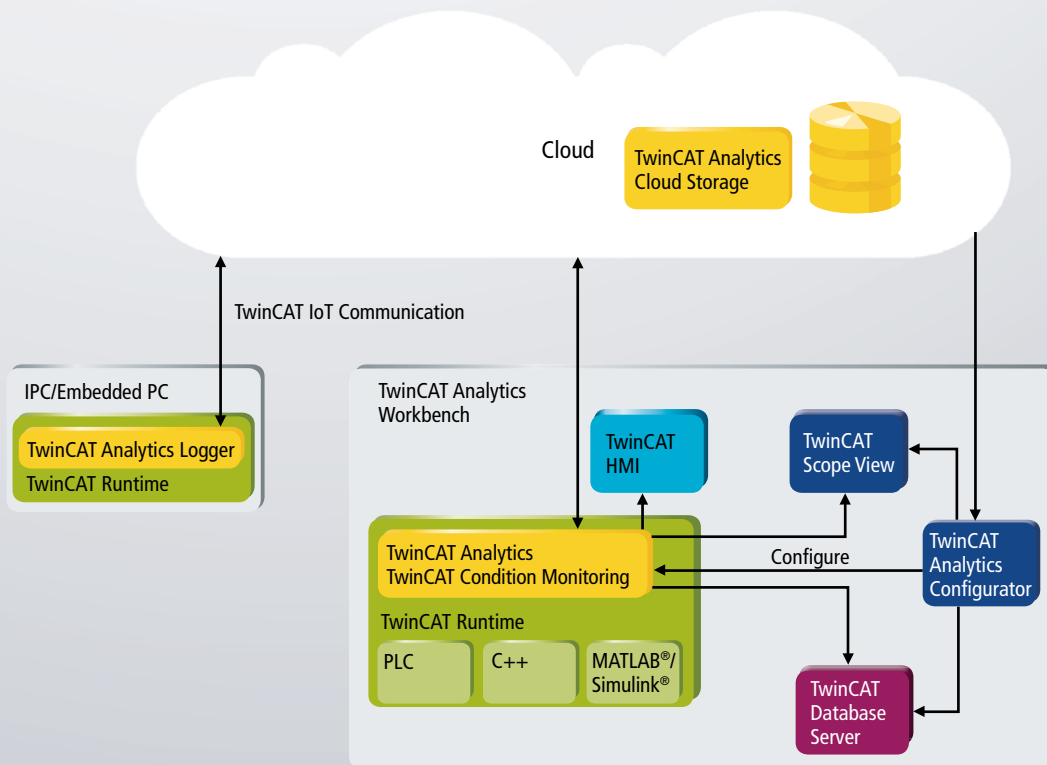 Cloud
TwinCAT Analytics
Cloud Storage
TwinCAT IoT Communication
IPC/Embedded PC
TwinCAT Analytics Logger
TwinCAT Runtime
TwinCAT Analytics
Workbench
TwinCAT
HMI
TwinCAT
Scope View
TwinCAT Analytics
TwinCAT Condition Monitoring
Configure
TwinCAT
Analytics
Configurator
TwinCAT Runtime
PLC
C++
MATLAB®/
Simulink®
TwinCAT
Database
Server